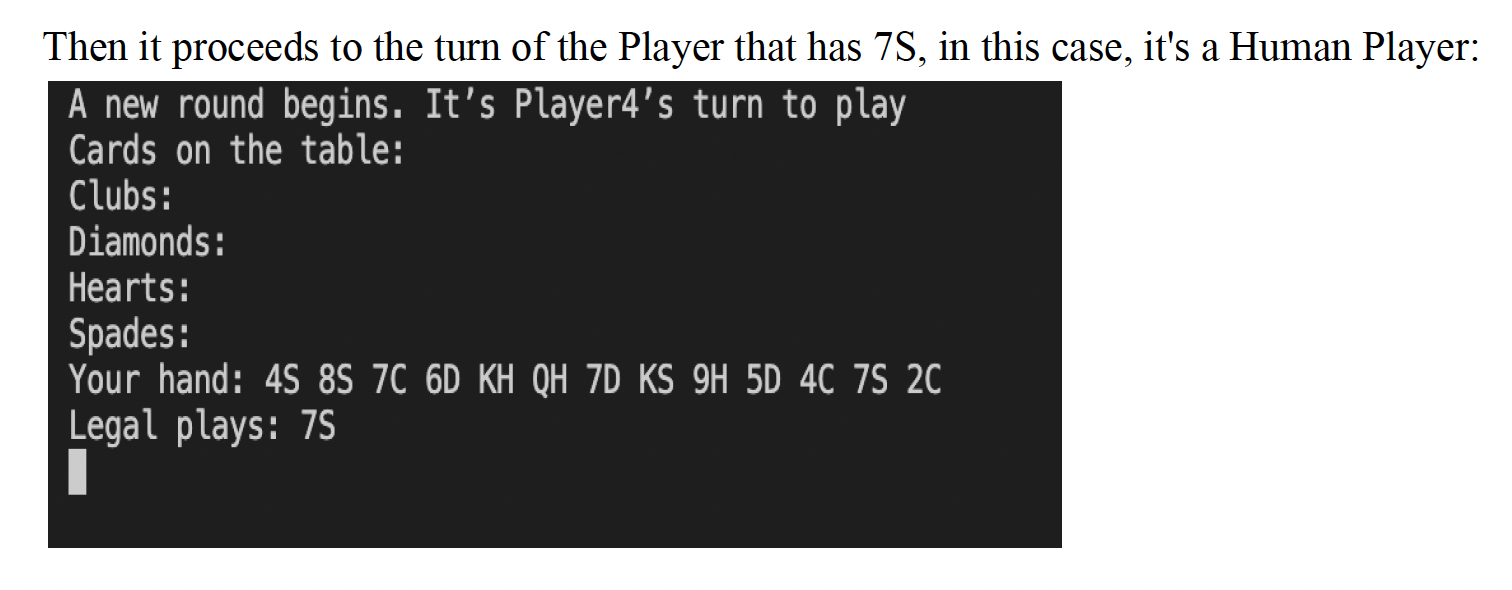 Then it proceeds to the turn of the Player that has 7S, in this case, it's a Human Player:
A new round begins. It’s Player4’s turn to play
Cards on the table:
Clubs:
Diamonds:
Hearts:
Spades:
Your hand: 4S 8S 7C 6D KH QH 7D KS 9H 5D 4C 7S 2C
Legal plays: 7S